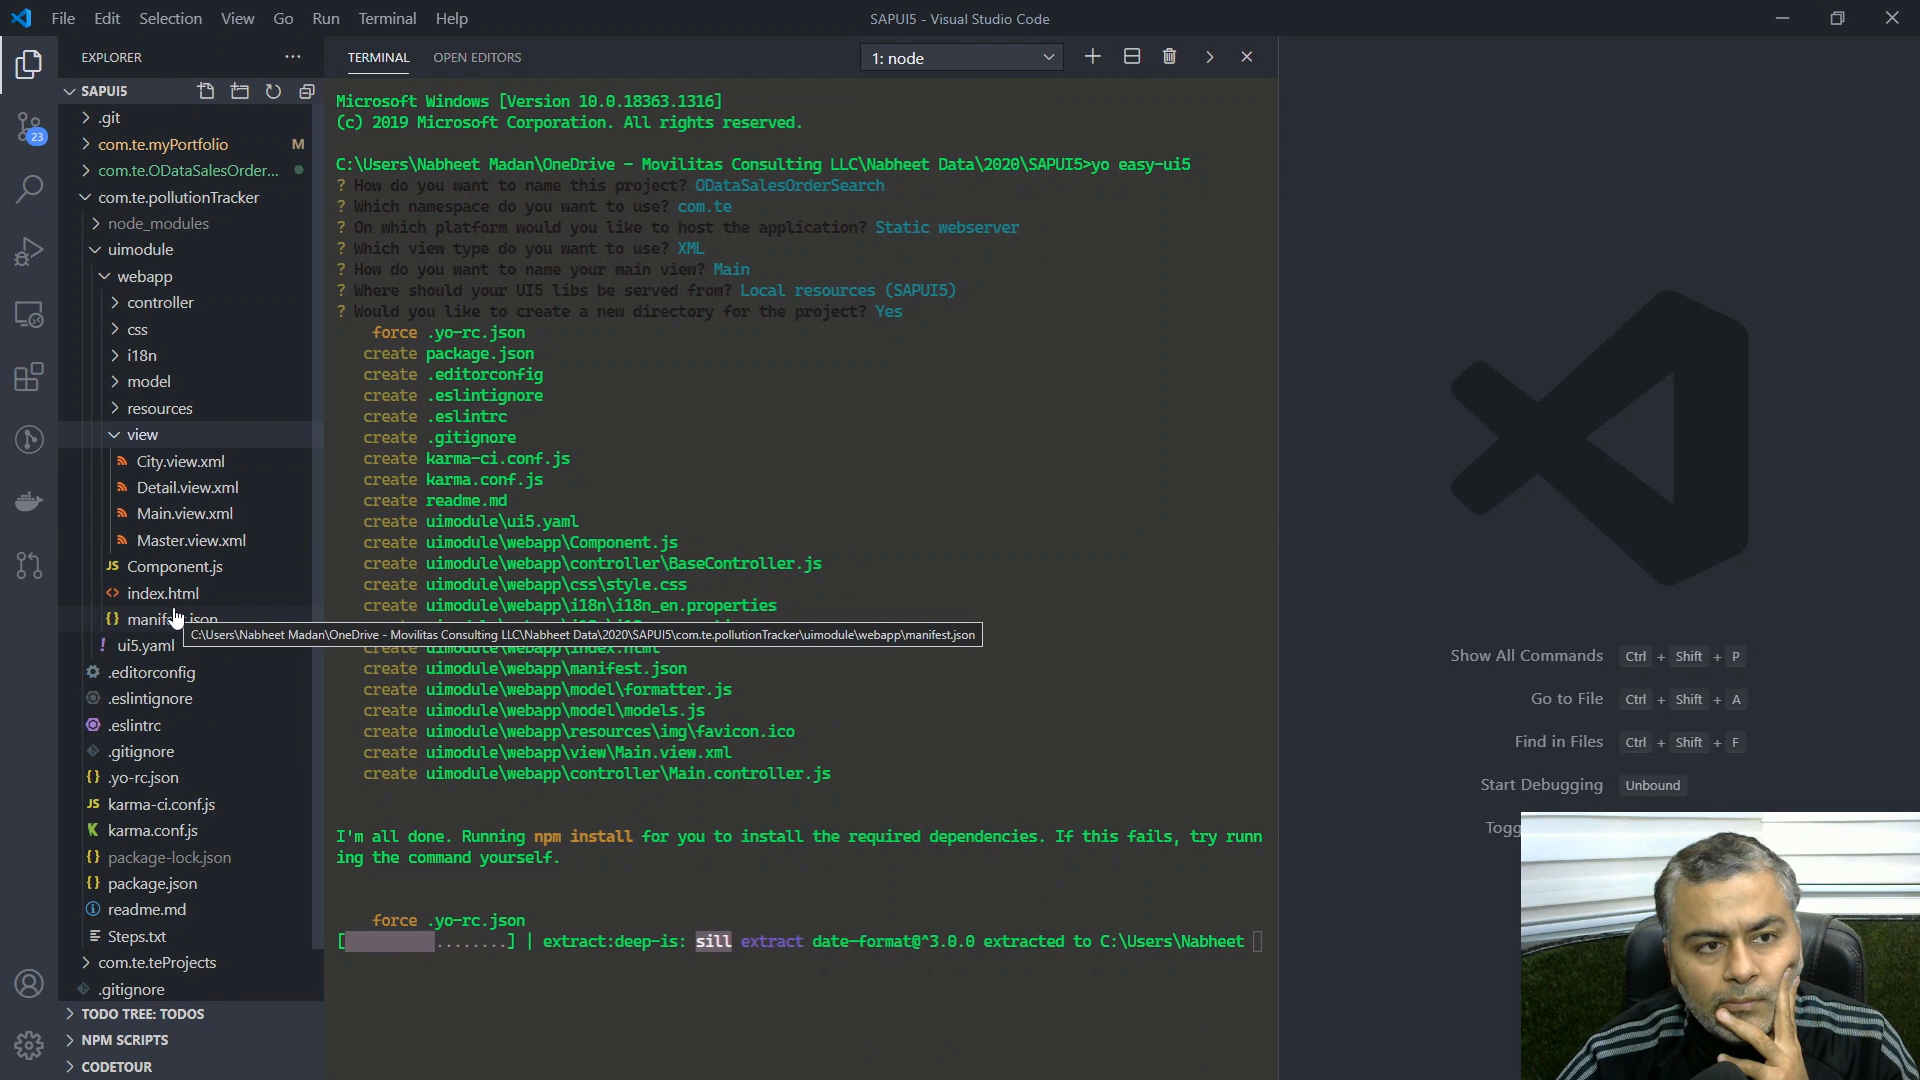 File Edit Selection View Go Run Terminal Help
SAPUI5 - Visual Studio Code
EXPLORER
SAPUI5
.git
com.te.myPortfolio M
com.te.ODataSalesOrder...
com.te.pollutionTracker
node_modules
uimodule
webapp
controller
css
i18n
model
resources
view
City.view.xml
Detail.view.xml
Main.view.xml
Master.view.xml
JS Component.js
index.html
ui5.yaml
.editorconfig
.eslintignore
.eslintrc
.gitignore
.yo-rc.json
JS karma-ci.conf.js
karma.conf.js
package-lock.json
package.json
readme.md
Steps.txt
com.te.teProjects
.gitignore
TODO TREE: TODOS
NPM SCRIPTS
CODETOUR
23
TERMINAL OPEN EDITORS
1: node
Microsoft Windows [Version 10.0.18363.1316]
(c) 2019 Microsoft Corporation. All rights reserved.
C:\Users\Nabheet Madan\OneDrive - Movilitas Consulting LLC\Nabheet Data\2020\SAPUI5>yo easy-ui5
? How do you want to name this project? ODataSalesOrderSearch
? Which namespace do you want to use? com.te
? On which platform would you like to host the application? Static webserver
? Which view type do you want to use? XML
? How do you want to name your main view? Main
? Where should your UI5 libs be served from? Local resources (SAPUI5)
? Would you like to create a new directory for the project? Yes
force .yo-rc.json
create package.json
create .editorconfig
create .eslintignore
create .eslintrc
create .gitignore
create karma-ci.conf.js
create karma.conf.js
create readme.md
create uimodule\ui5.yaml
create uimodule\webapp\Component.js
create uimodule\webapp\controller\BaseController.js
create uimodule\webapp\css\style.css
create uimodule\webapp\i18n\i18n_en.properties
C:\Users\Nabheet Madan\OneDrive - Movilitas Consulting LLC\Nabheet Data\2020\SAPUI5\com.te.pollutionTracker\uimodule\webapp\manifest.json
create uimodule\webapp\index.html
create uimodule\webapp\manifest.json
create uimodule\webapp\model\formatter.js
create uimodule\webapp\model\models.js
create uimodule\webapp\resources\img\favicon.ico
create uimodule\webapp\view\Main.view.xml
create uimodule\webapp\controller\Main.controller.js
I'm all done. Running npm install for you to install the required dependencies. If this fails, try runn
ing the command yourself.
force .yo-rc.json
[ ........] | extract:deep-is: sill extract date-format@^3.0.0 extracted to C:\Users\Nabheet
Show All Commands Ctrl + Shift + P
Go to File Ctrl + Shift + A
Find in Files Ctrl + Shift + F
Start Debugging Unbound